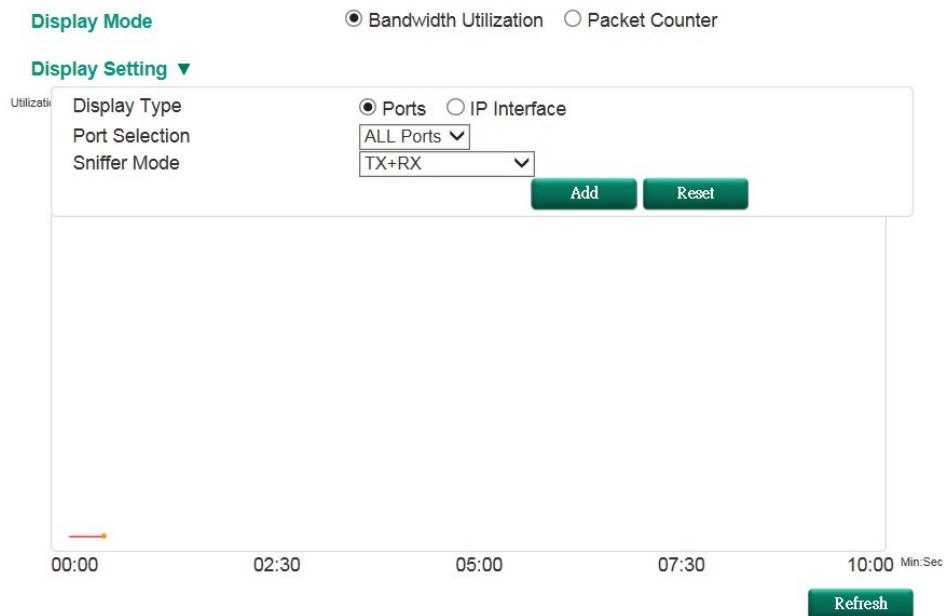 Display Mode Bandwidth Utilization Packet Counter
Display Setting ▼
Display Type Ports IP Interface
Port Selection ALL Ports
Sniffer Mode TX+RX
Add Reset
00:00 02:30 05:00 07:30 10:00 Min:Sec
Refresh